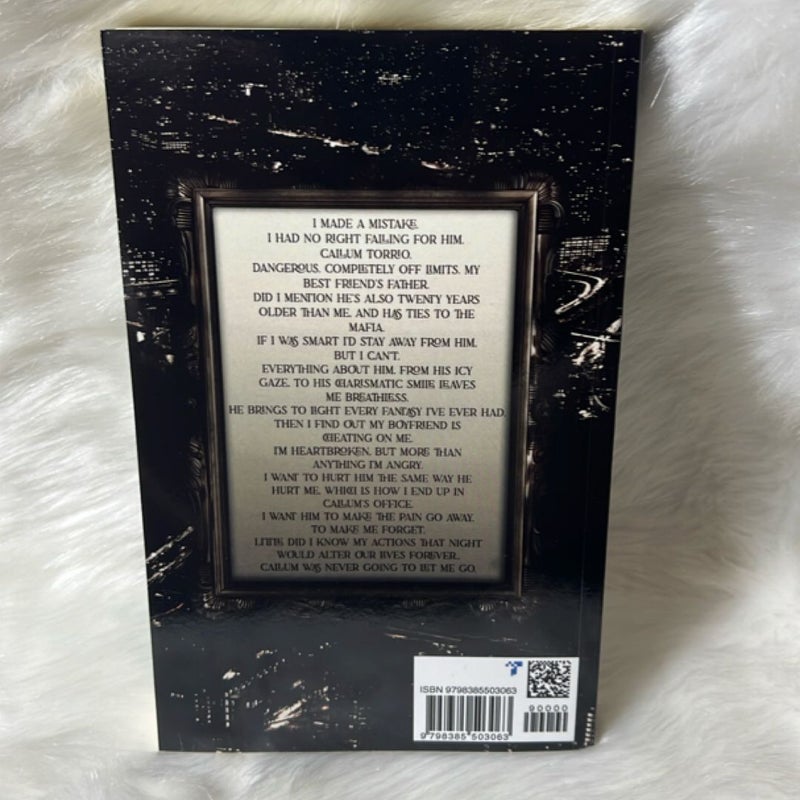 I MADE A MISTAKE.
I HAD NO RIGHT FALLING FOR HIM.
CALLUM TORRIO.
DANGEROUS. COMPLETELY OFF LIMITS. MY
BEST FRIEND'S FATHER.
DID I MENTION HE'S ALSO TWENTY YEARS
OLDER THAN ME, AND HAS TIES TO THE
MAFIA.
IF I WAS SMART I'D STAY AWAY FROM HIM.
BUT I CAN'T.
EVERYTHING ABOUT HIM, FROM HIS ICY
GAZE, TO HIS CHARISMATIC SMILE LEAVES
ME BREATHLESS.
HE BRINGS TO LIGHT EVERY FANTASY I'VE EVER HAD.
THEN I FIND OUT MY BOYFRIEND IS
CHEATING ON ME.
I'M HEARTBROKEN, BUT MORE THAN
ANYTHING I'M ANGRY.
I WANT TO HURT HIM THE SAME WAY HE
HURT ME, WHICH IS HOW I END UP IN
CALLUM'S OFFICE.
I WANT HIM TO MAKE THE PAIN GO AWAY.
TO MAKE ME FORGET.
LITTLE DID I KNOW MY ACTIONS THAT NIGHT
WOULD ALTER OUR LIVES FOREVER.
CALLUM WAS NEVER GOING TO LET ME GO.
ISBN 9798385503063
90000
9 798385 503063